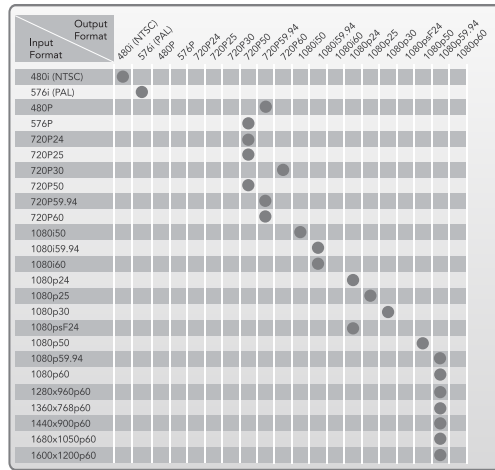 Output
Format
Input
Format
480i (NTSC)
576i (PAL)
480P
576P
720P24
720P25
720P30
720P50
720P59.94
720P60
1080i50
1080i59.94
1080i60
1080p24
1080p25
1080p30
1080psF24
1080p50
1080p59.94
1080p60
480i (NTSC)
576i (PAL)
480P
576P
720P24
720P25
720P30
720P50
720P59.94
720P60
1080i50
1080i59.94
1080i60
1080p24
1080p25
1080p30
1080psF24
1080p50
1080p59.94
1080p60
1280x960p60
1360x768p60
1440x900p60
1680x1050p60
1600x1200p60